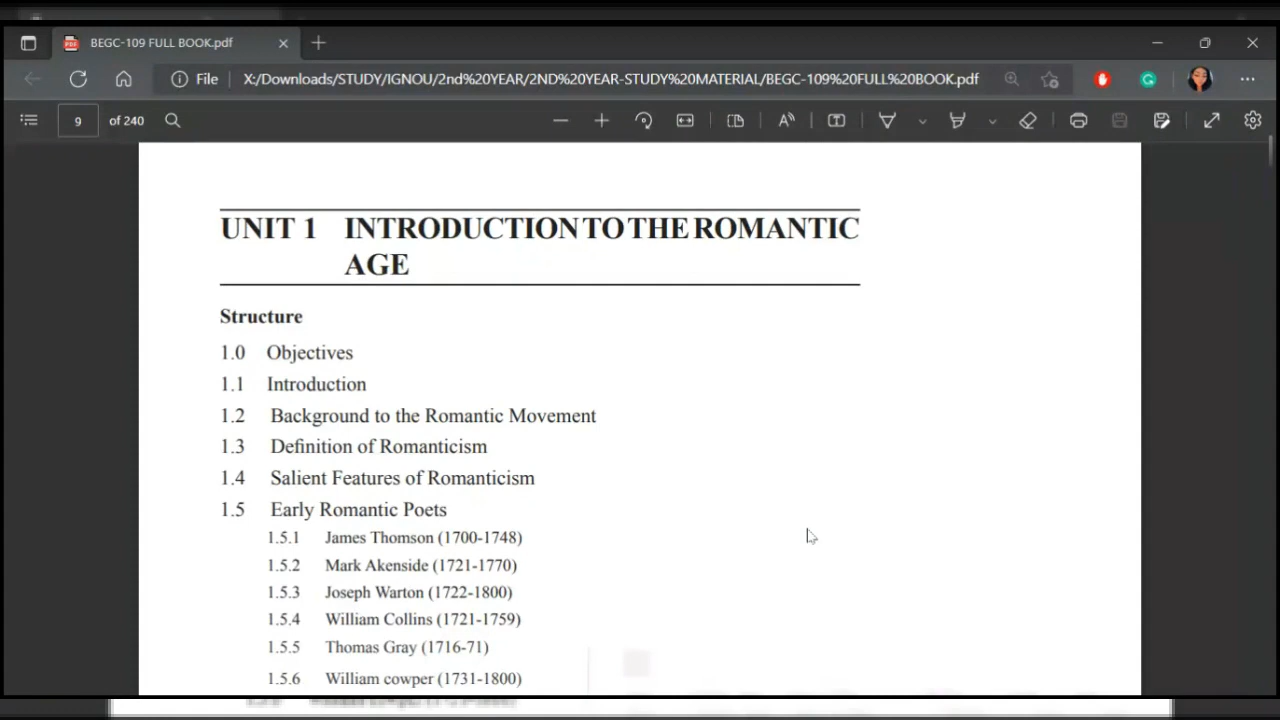 BEGC-109 FULL BOOK.pdf
File X:/Downloads/STUDY/IGNOU/2nd%20YEAR/2ND%20YEAR-STUDY%20MATERIAL/BEGC-109%20FULL%20BOOK.pdf
9 of 240
UNIT 1 INTRODUCTION TO THE ROMANTIC
AGE
Structure
1.0 Objectives
1.1 Introduction
1.2 Background to the Romantic Movement
1.3 Definition of Romanticism
1.4 Salient Features of Romanticism
1.5 Early Romantic Poets
1.5.1 James Thomson (1700-1748)
1.5.2 Mark Akenside (1721-1770)
1.5.3 Joseph Warton (1722-1800)
1.5.4 William Collins (1721-1759)
1.5.5 Thomas Gray (1716-71)
1.5.6 William cowper (1731-1800)